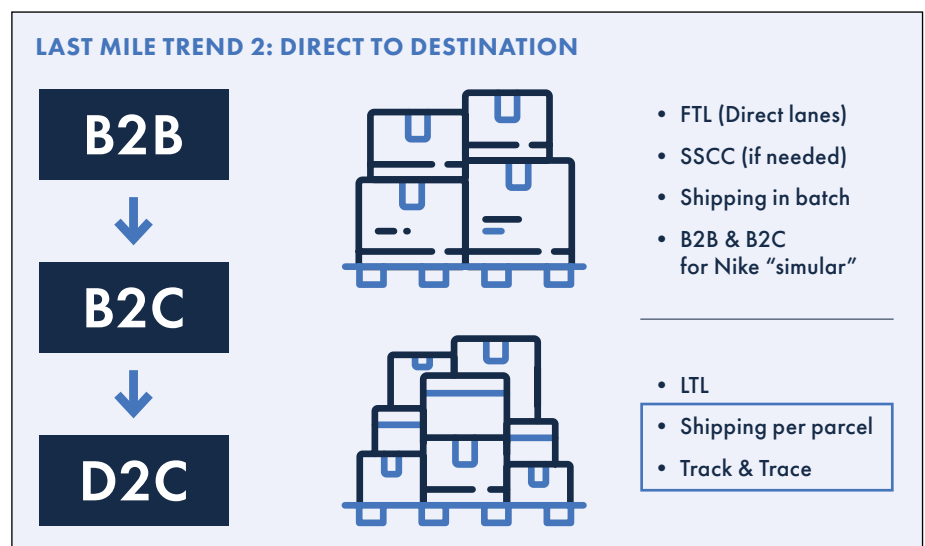 LAST MILE TREND 2: DIRECT TO DESTINATION
B2B
B2C
D2C
• FTL (Direct lanes)
• SSCC (if needed)
• Shipping in batch
• B2B & B2C
for Nike “simular”
• LTL
• Shipping per parcel
• Track & Trace